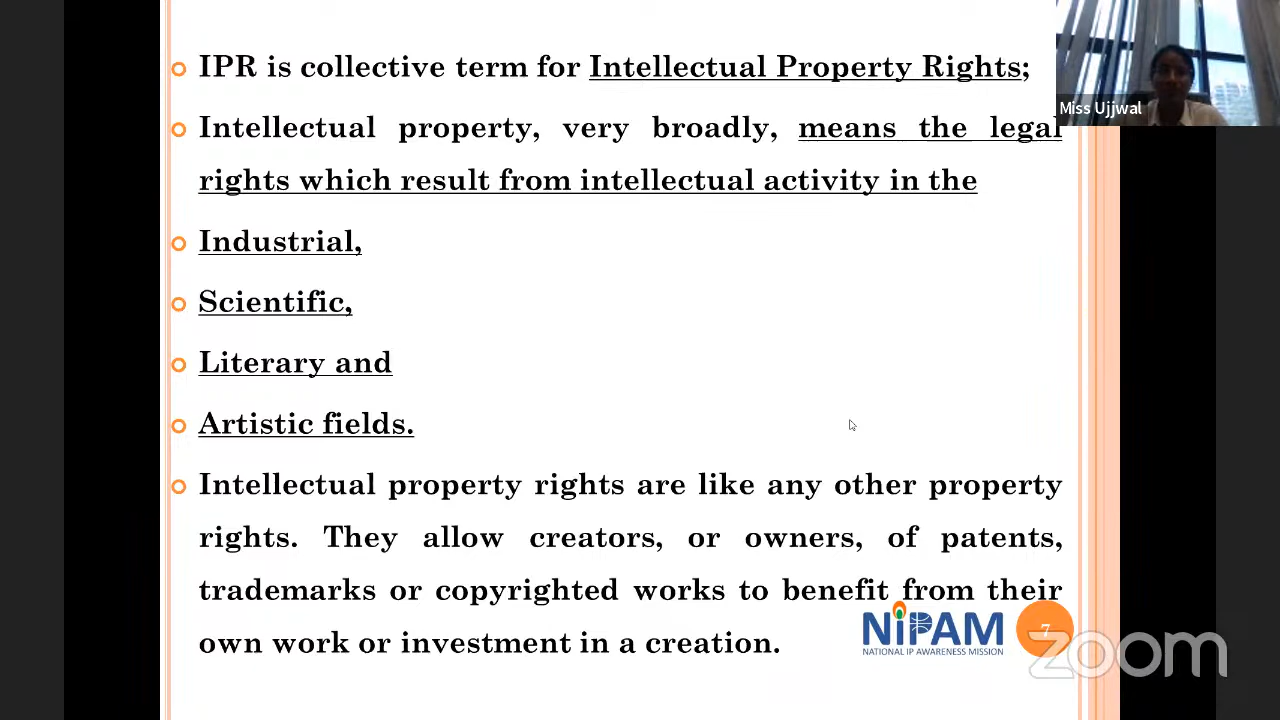 IPR is collective term for Intellectual Property Rights;
Intellectual property, very broadly, means the legal
rights which result from intellectual activity in the
Industrial,
Scientific,
Literary and
Artistic fields.
Intellectual property rights are like any other property
rights. They allow creators, or owners, of patents,
trademarks or copyrighted works to benefit from their
own work or investment in a creation.
Miss Ujjwal
NIPAM
NATIONAL IP AWARENESS MISSION
7
zoom